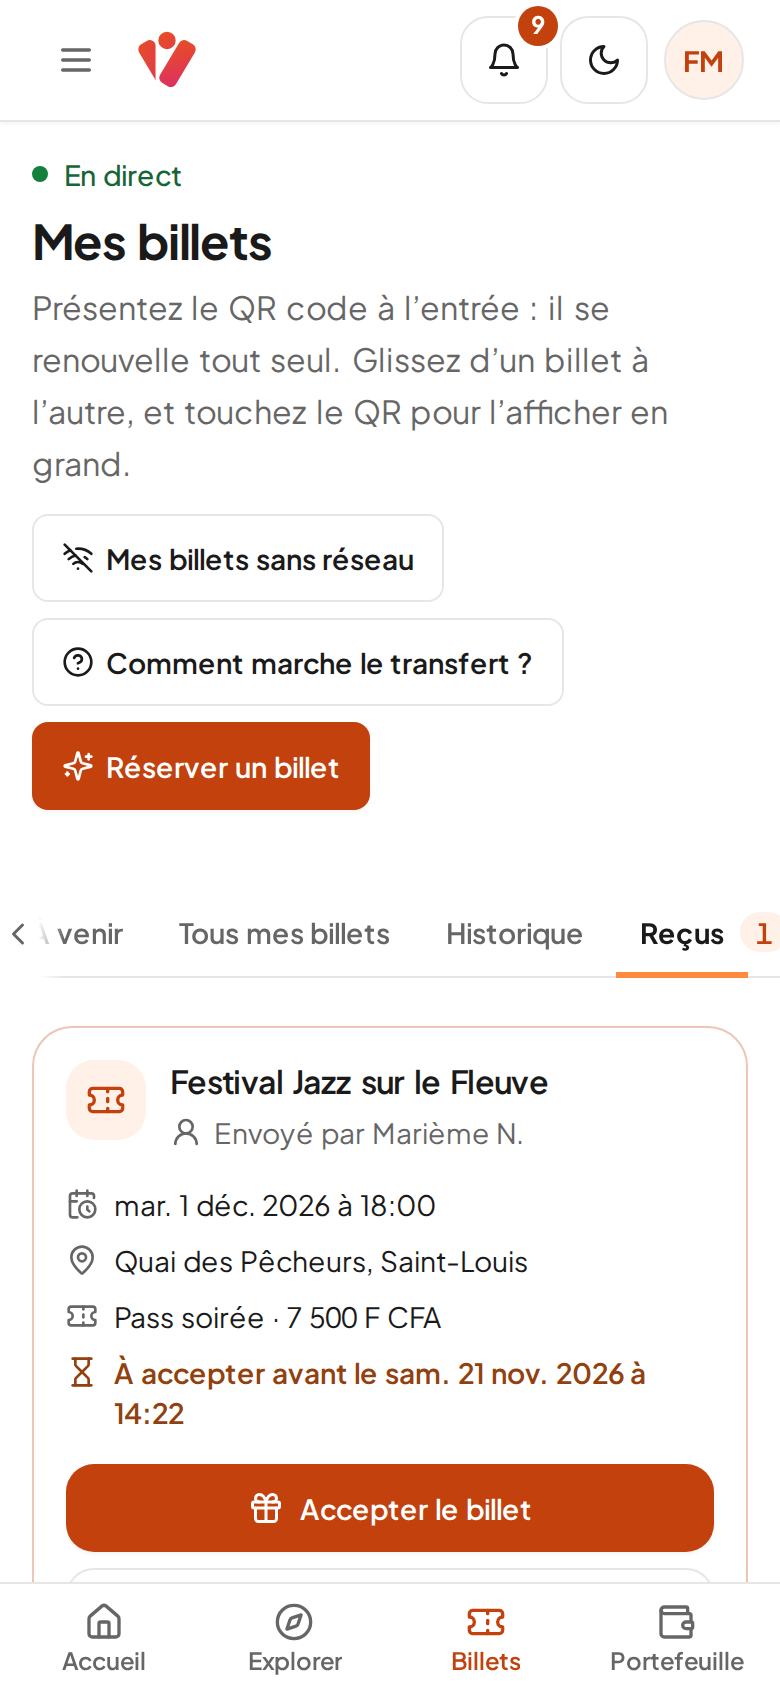 9
FM
En direct
Mes billets
Présentez le QR code à l’entrée : il se
renouvelle tout seul. Glissez d’un billet à
l’autre, et touchez le QR pour l’afficher en
grand.
Mes billets sans réseau
Comment marche le transfert ?
Réserver un billet
À venir Tous mes billets Historique Reçus 1
Festival Jazz sur le Fleuve
Envoyé par Marième N.
mar. 1 déc. 2026 à 18:00
Quai des Pêcheurs, Saint-Louis
Pass soirée · 7 500 F CFA
À accepter avant le sam. 21 nov. 2026 à
14:22
Accepter le billet
Accueil Explorer Billets Portefeuille